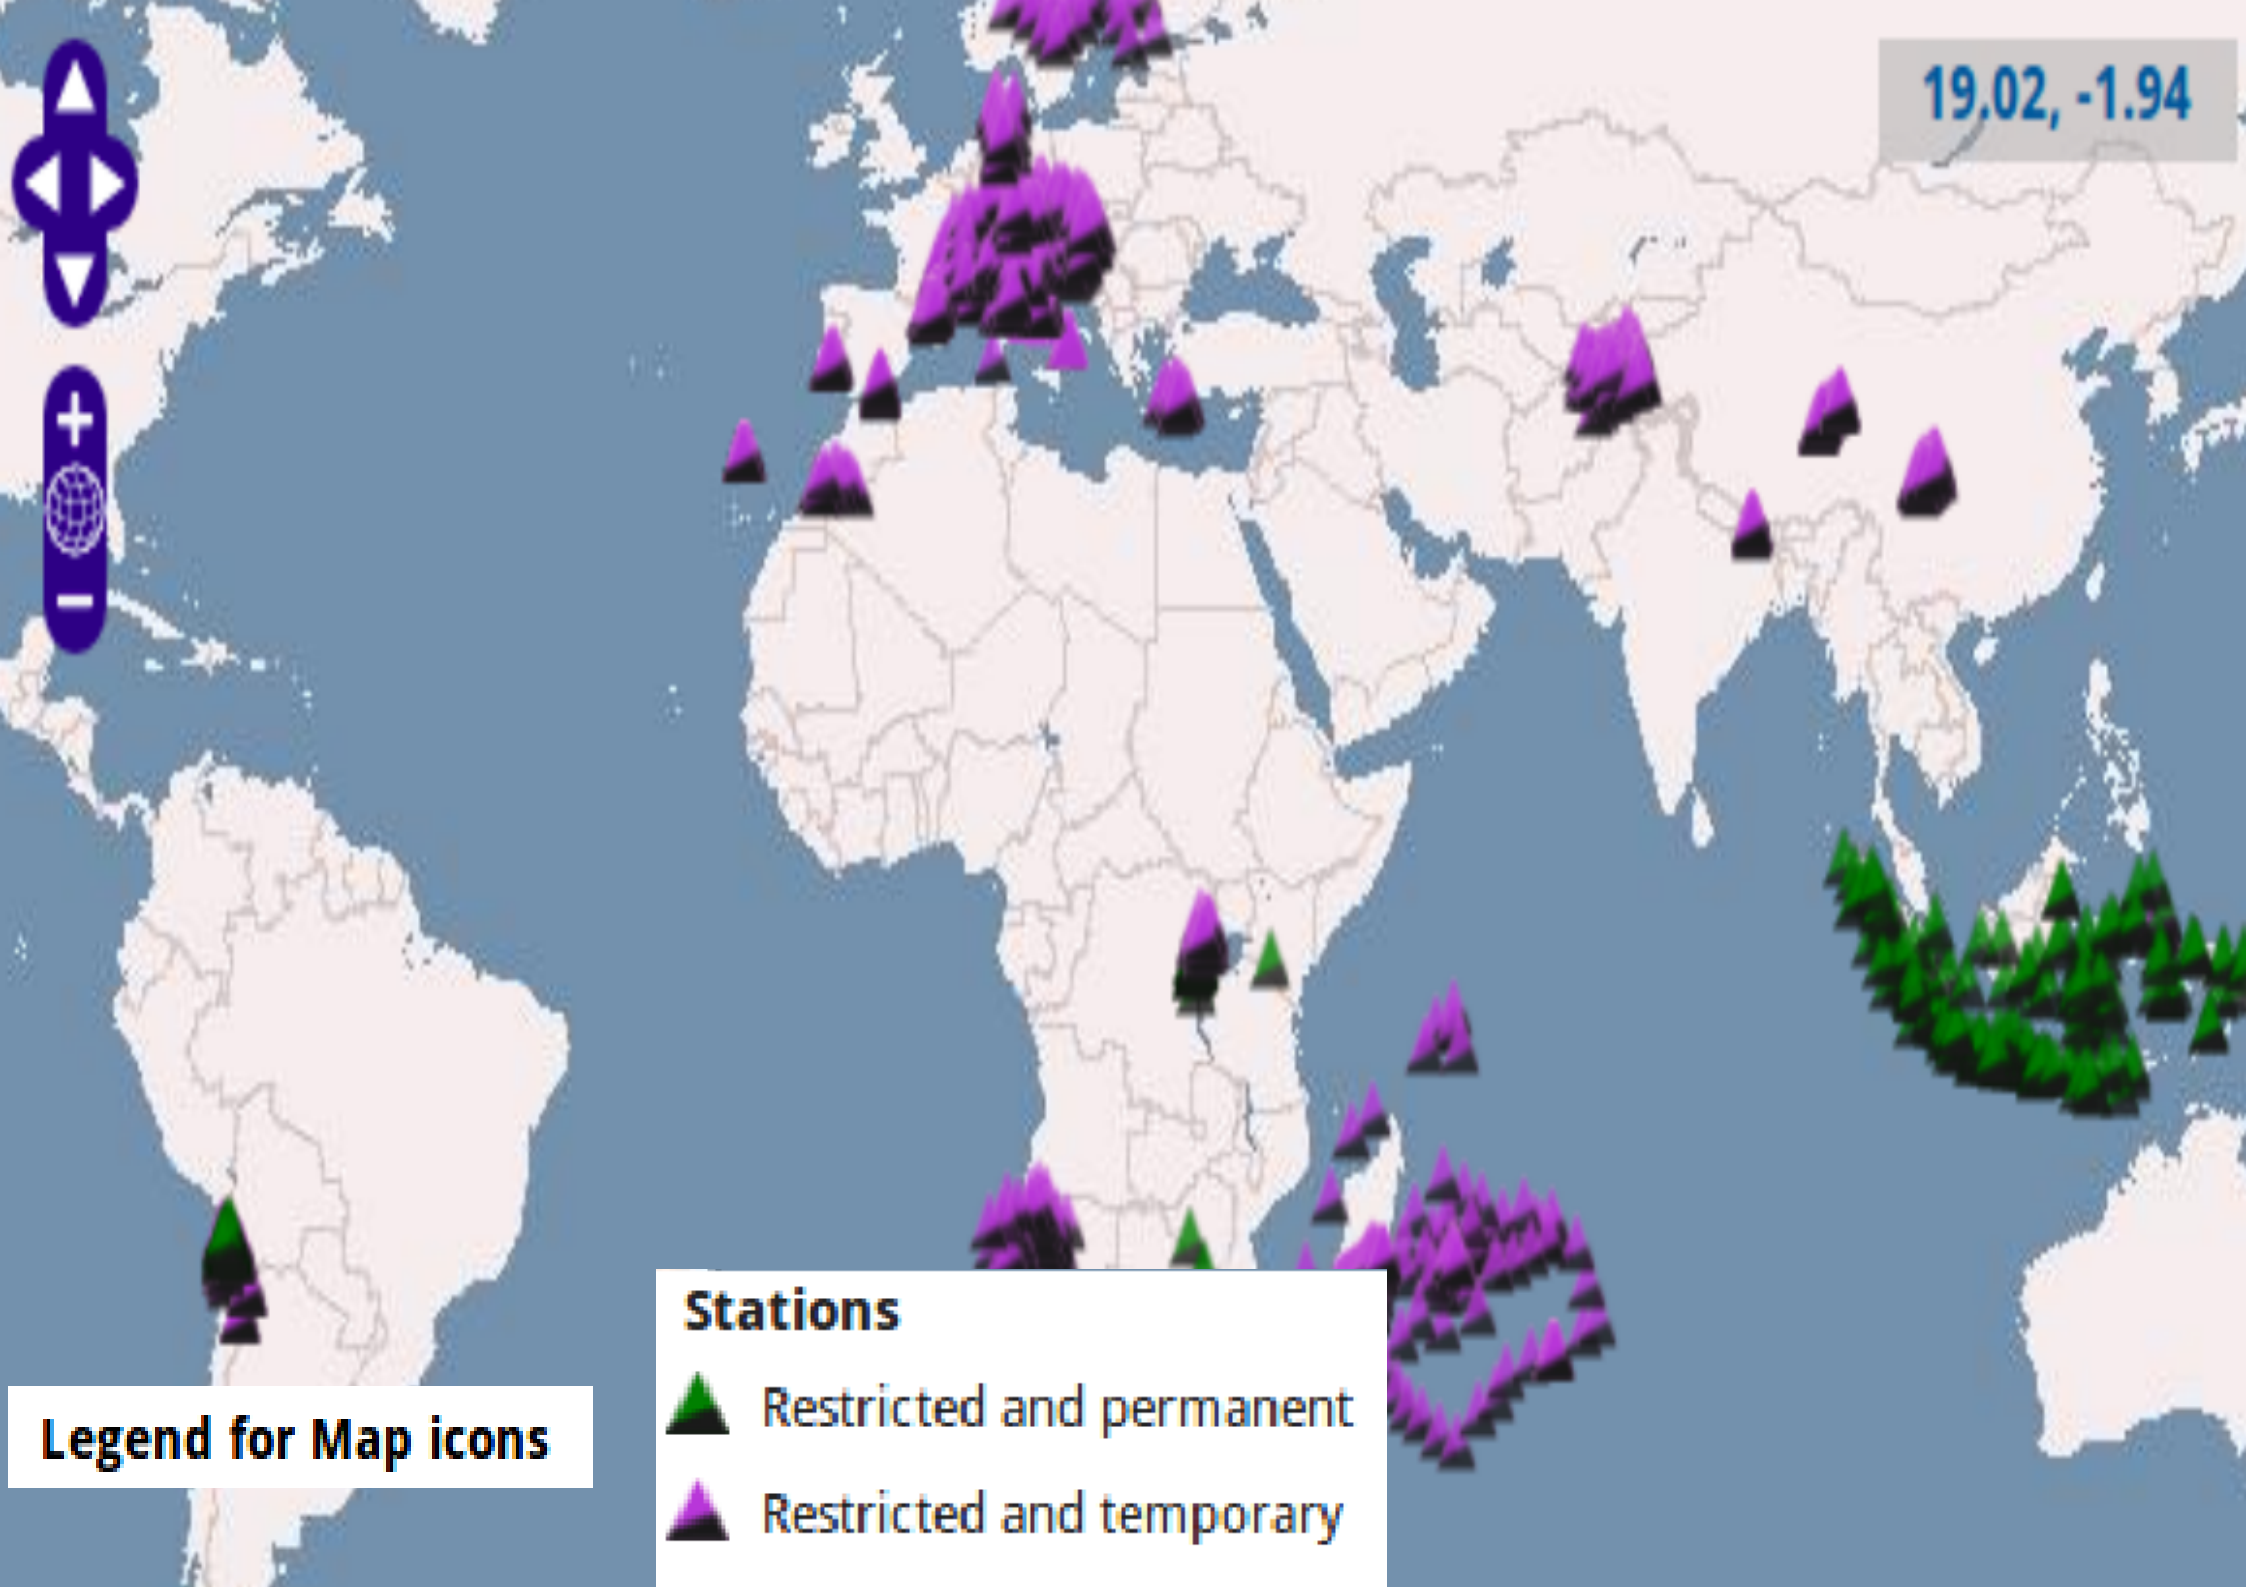 19.02, -1.94
Stations
Restricted and permanent
Legend for Map icons
Restricted and temporary